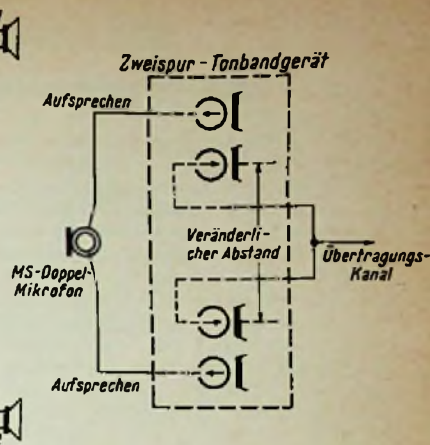 Zweispur-Tonbandgerät
Aufsprechen
Veränderli-
cher Abstand
Übertragungs-
Kanal
MS-Doppel-
Mikrofon
Aufsprechen